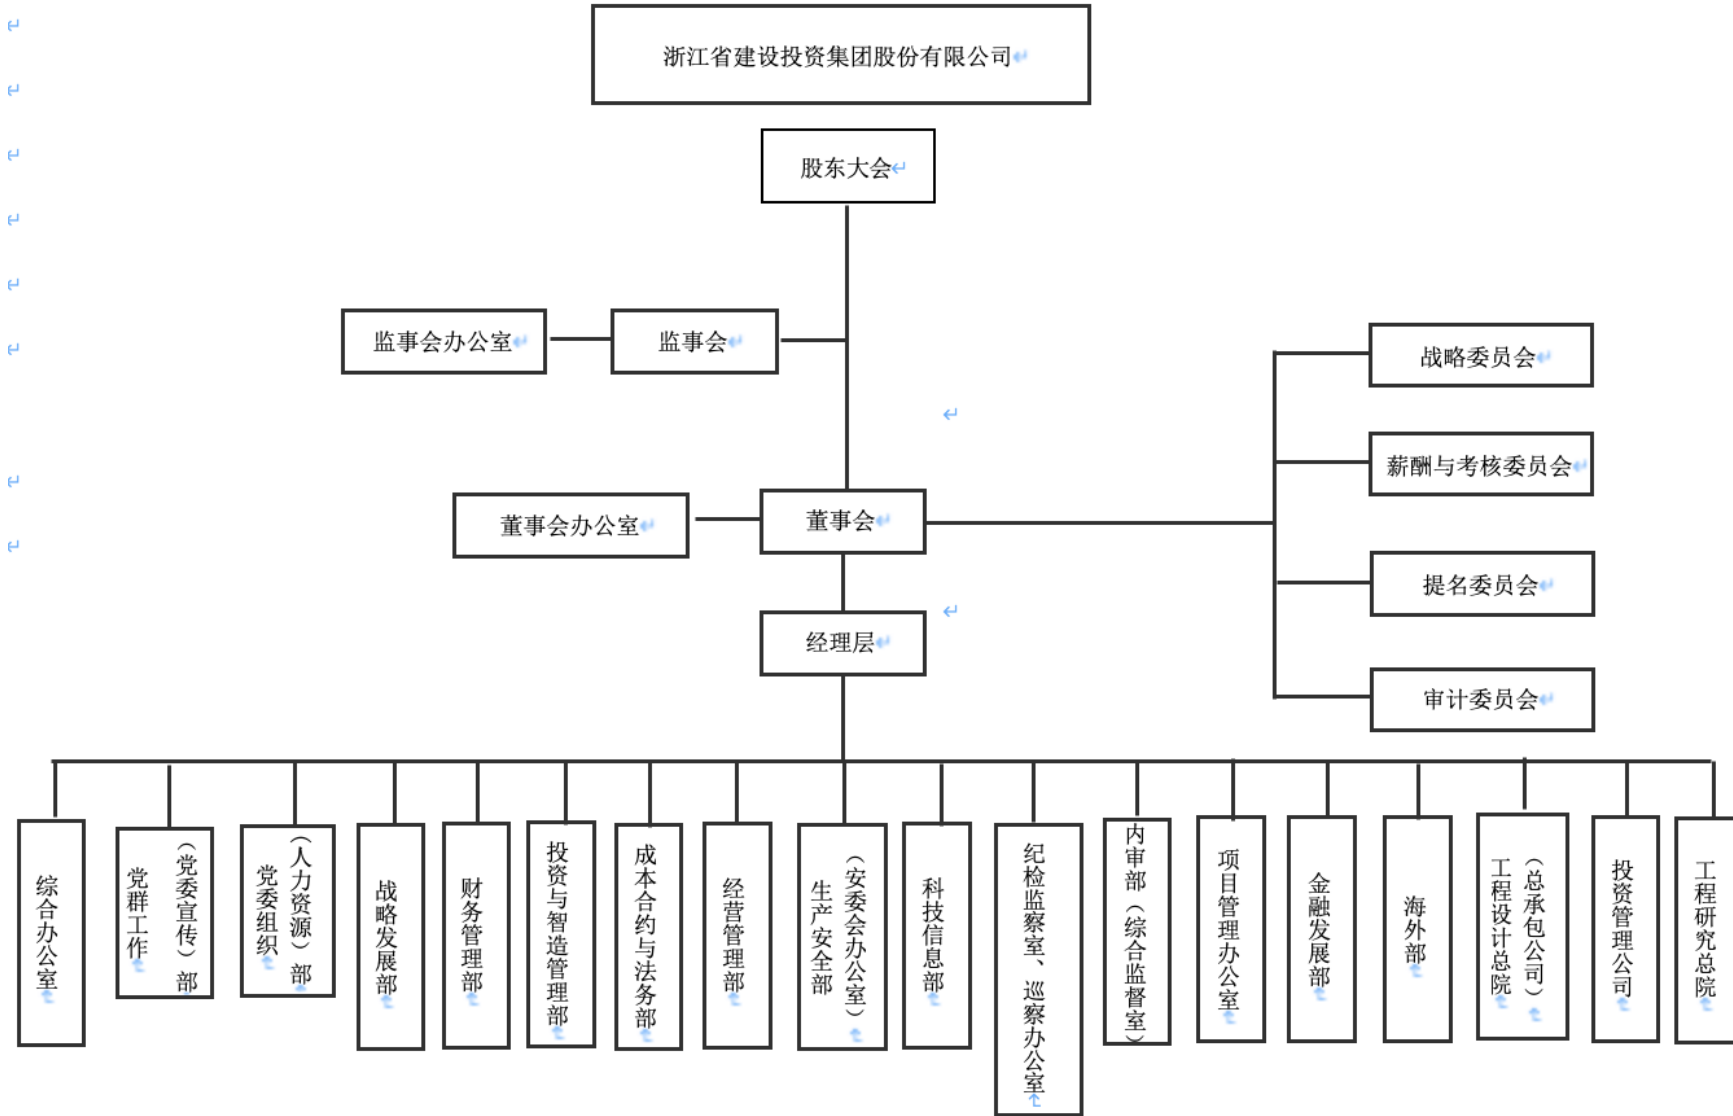 浙江省建设投资集团股份有限公司
股东大会
监事会办公室
监事会
战略委员会
薪酬与考核委员会
董事会办公室
董事会
提名委员会
经理层
审计委员会
综合办公室
党群工作
（党委宣传）部
党委组织
（人力资源）部
战略发展部
财务管理部
投资与智造管理部
成本合约与法务部
经营管理部
生产安全部
（安委会办公室）
科技信息部
纪检监察室、巡察办公室
内审部（综合监督室）
项目管理办公室
金融发展部
海外部
工程设计总院
（总承包公司）
投资管理公司
工程研究总院